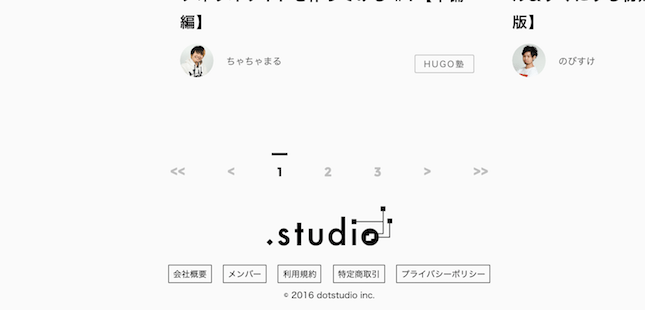 編】
版】
ちゃちゃまる
HUGO塾
のびすけ
<< < 1 2 3 > >>
.studio
会社概要 メンバー 利用規約 特定商取引 プライバシーポリシー
© 2016 dotstudio inc.